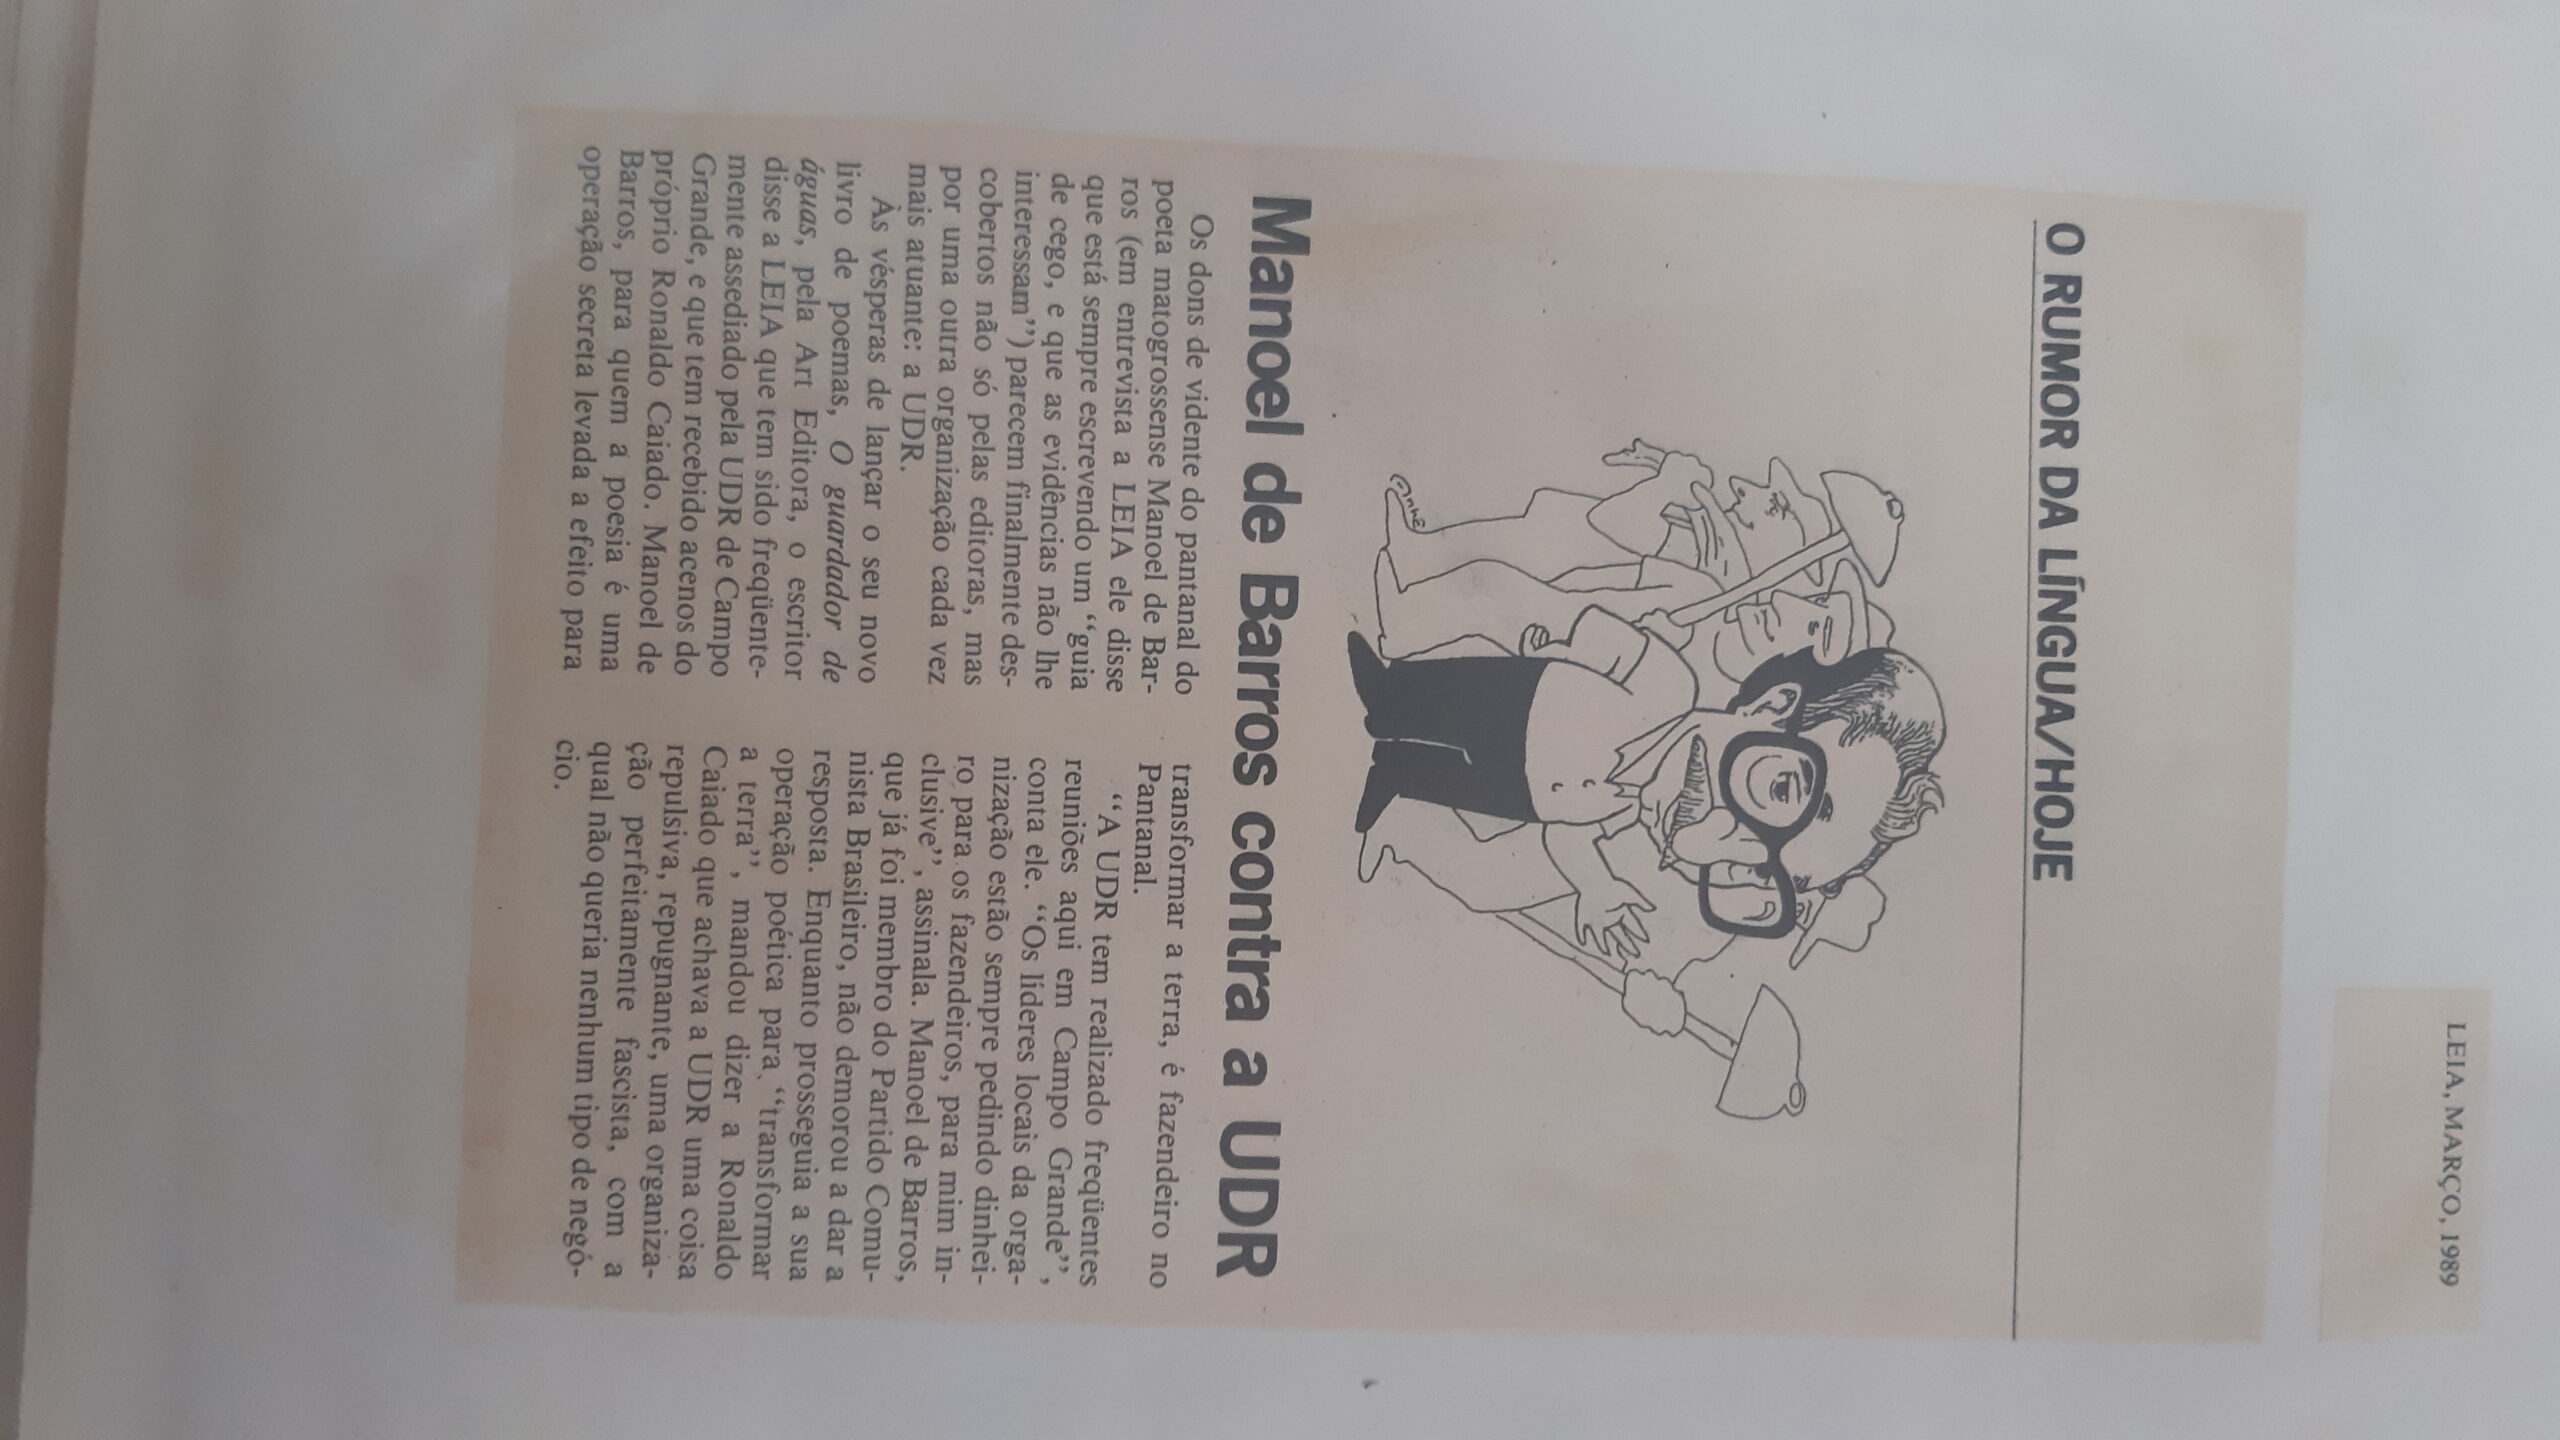 LEIA, MARÇO, 1989
O RUMOR DA LÍNGUA/HOJE
Manoel de Barros contra a UDR
Os dons de vidente do pantanal do
poeta matogrossense Manoel de Bar-
ros (em entrevista a LEIA ele disse
que está sempre escrevendo um “guia
de cego, e que as evidências não lhe
interessam”) parecem finalmente des-
cobertos não só pelas editoras, mas
por uma outra organização cada vez
mais atuante: a UDR.
Às vésperas de lançar o seu novo
livro de poemas, O guardador de
águas, pela Art Editora, o escritor
disse a LEIA que tem sido freqüente-
mente assediado pela UDR de Campo
Grande, e que tem recebido acenos do
próprio Ronaldo Caiado. Manoel de
Barros, para quem a poesia é uma
operação secreta levada a efeito para
transformar a terra, é fazendeiro no
Pantanal.
“A UDR tem realizado freqüentes
reuniões aqui em Campo Grande”,
conta ele. “Os líderes locais da orga-
nização estão sempre pedindo dinhei-
ro para os fazendeiros, para mim in-
clusive”, assinala. Manoel de Barros,
que já foi membro do Partido Comu-
nista Brasileiro, não demorou a dar a
resposta. Enquanto prosseguia a sua
operação poética para “transformar
a terra”, mandou dizer a Ronaldo
Caiado que achava a UDR uma coisa
repulsiva, repugnante, uma organiza-
ção perfeitamente fascista, com a
qual não queria nenhum tipo de negó-
cio.